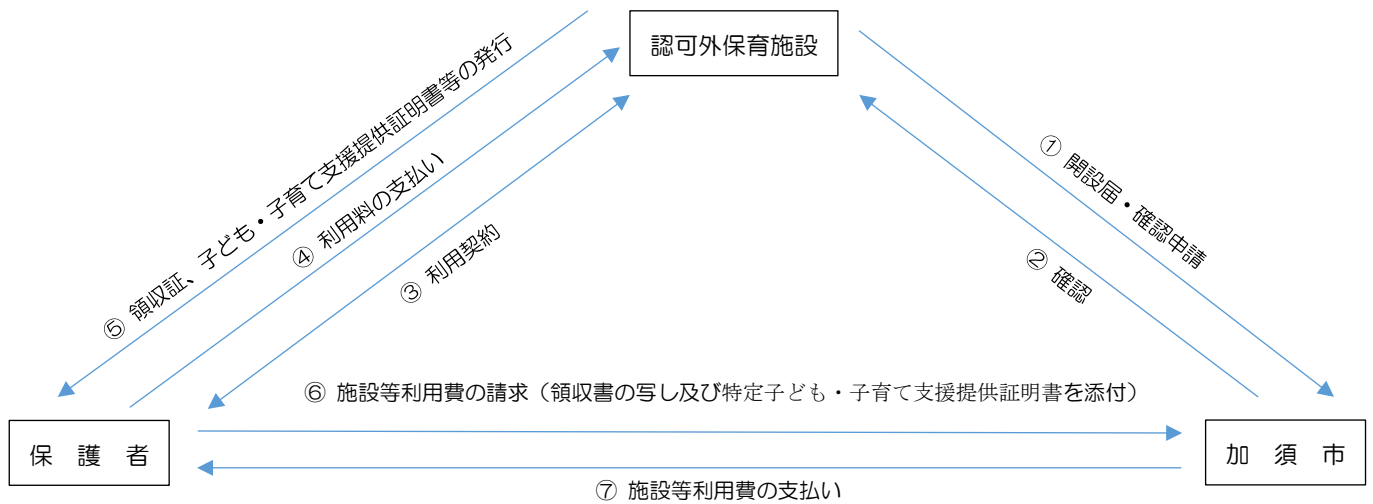 認可外保育施設
① 開設届・確認申請
② 確認
③ 利用契約
④ 利用料の支払い
⑤ 領収証、子ども・子育て支援提供証明書等の発行
⑥ 施設等利用費の請求（領収書の写し及び特定子ども・子育て支援提供証明書を添付）
保　護　者
加　須　市
⑦ 施設等利用費の支払い